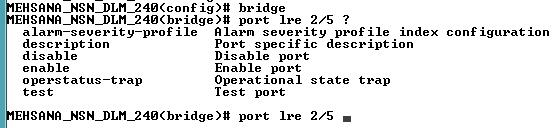 MEHSANA_NSN_DLM_240(config)# bridge
MEHSANA_NSN_DLM_240(bridge)# port lre 2/5 ?
alarm-severity-profile Alarm severity profile index configuration
description Port specific description
disable Disable port
enable Enable port
operstatus-trap Operational state trap
test Test port
MEHSANA_NSN_DLM_240(bridge)# port lre 2/5